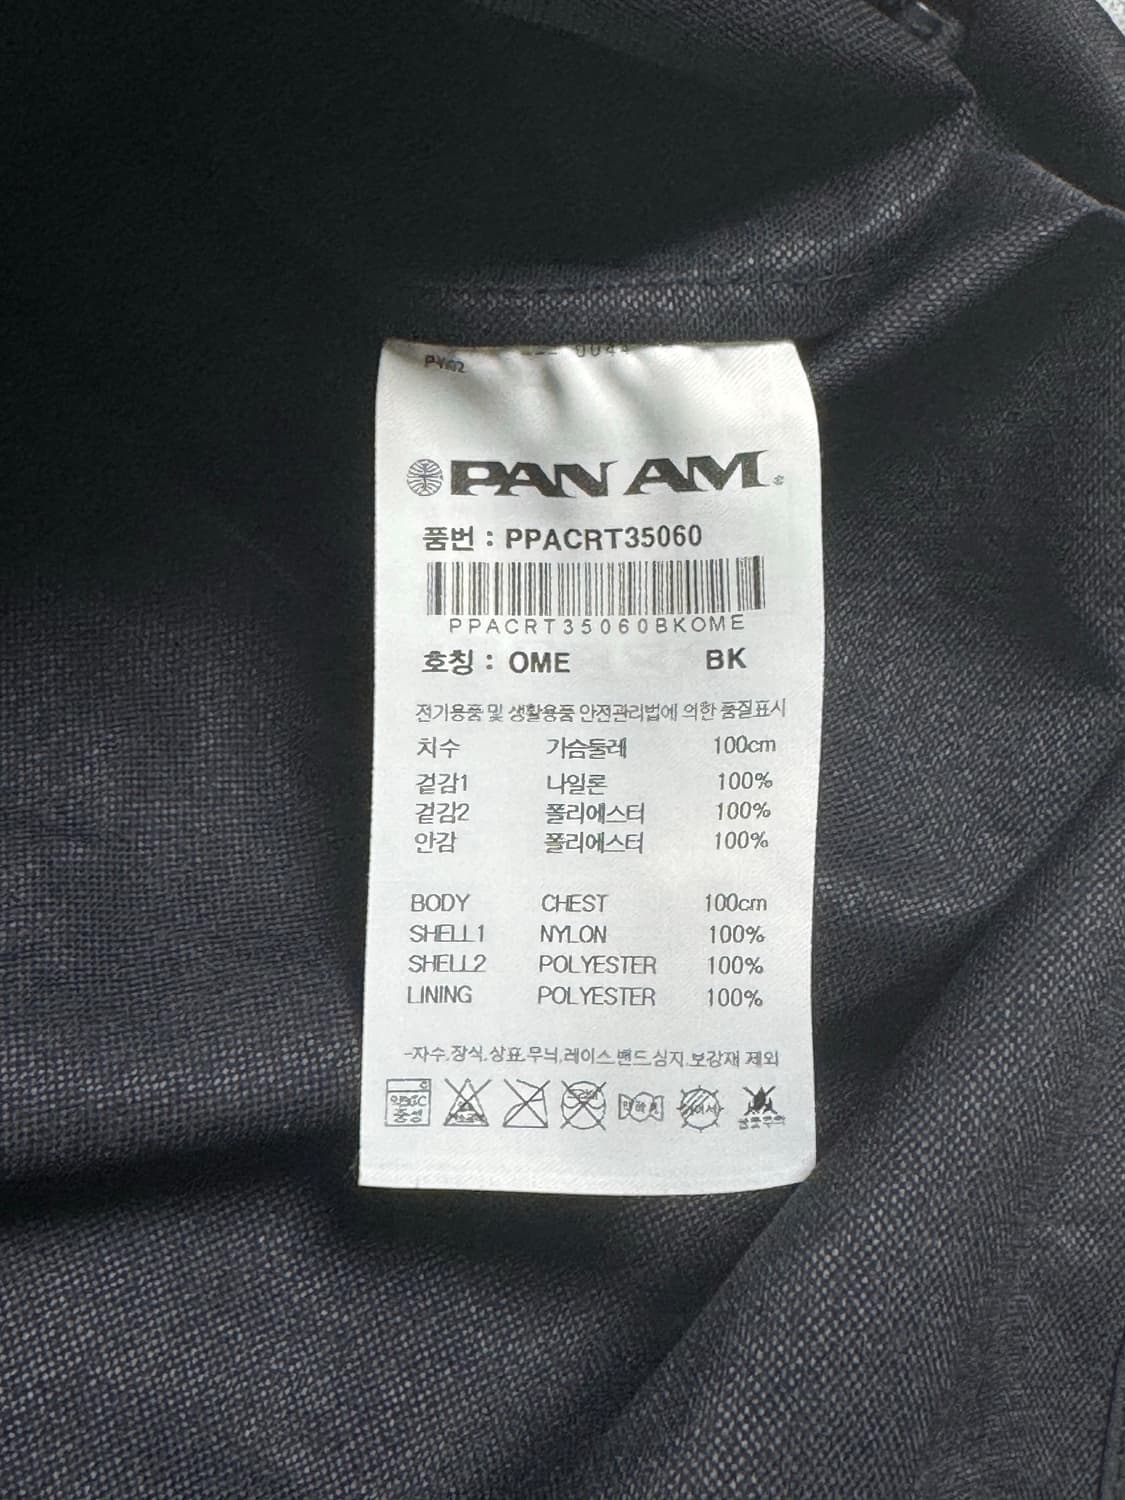 PAN AM
품번 : PPACRT35060
PPACRT35060BKOME
호칭 : OME BK
전기용품 및 생활용품 안전관리법에 의한 품질표시
치수 가슴둘레 100cm
겉감1 나일론 100%
겉감2 폴리에스터 100%
안감 폴리에스터 100%
BODY CHEST 100cm
SHELL1 NYLON 100%
SHELL2 POLYESTER 100%
LINING POLYESTER 100%
-자수,장식,상표,무늬,레이스,밴드,심지,보강재 제외
중성